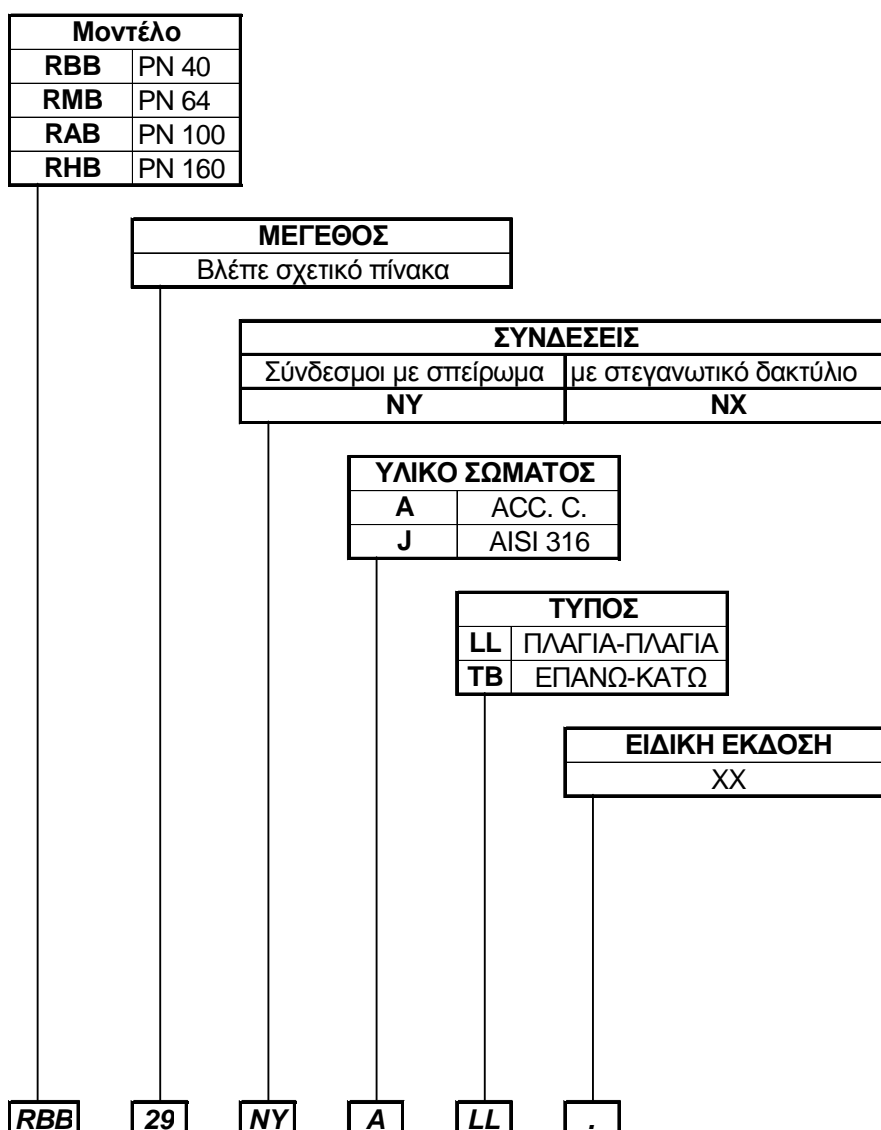 Μοντέλο
RBB PN 40
RMB PN 64
RAB PN 100
RHB PN 160
ΜΕΓΕΘΟΣ
Βλέπε σχετικό πίνακα
ΣΥΝΔΕΣΕΙΣ
Σύνδεσμοι με σπείρωμα με στεγανωτικό δακτύλιο
NY NX
ΥΛΙΚΟ ΣΩΜΑΤΟΣ
A ACC. C.
J AISI 316
ΤΥΠΟΣ
LL ΠΛΑΓΙΑ-ΠΛΑΓΙΑ
TB ΕΠΑΝΩ-ΚΑΤΩ
ΕΙΔΙΚΗ ΕΚΔΟΣΗ
XX
RBB 29 NY A LL .